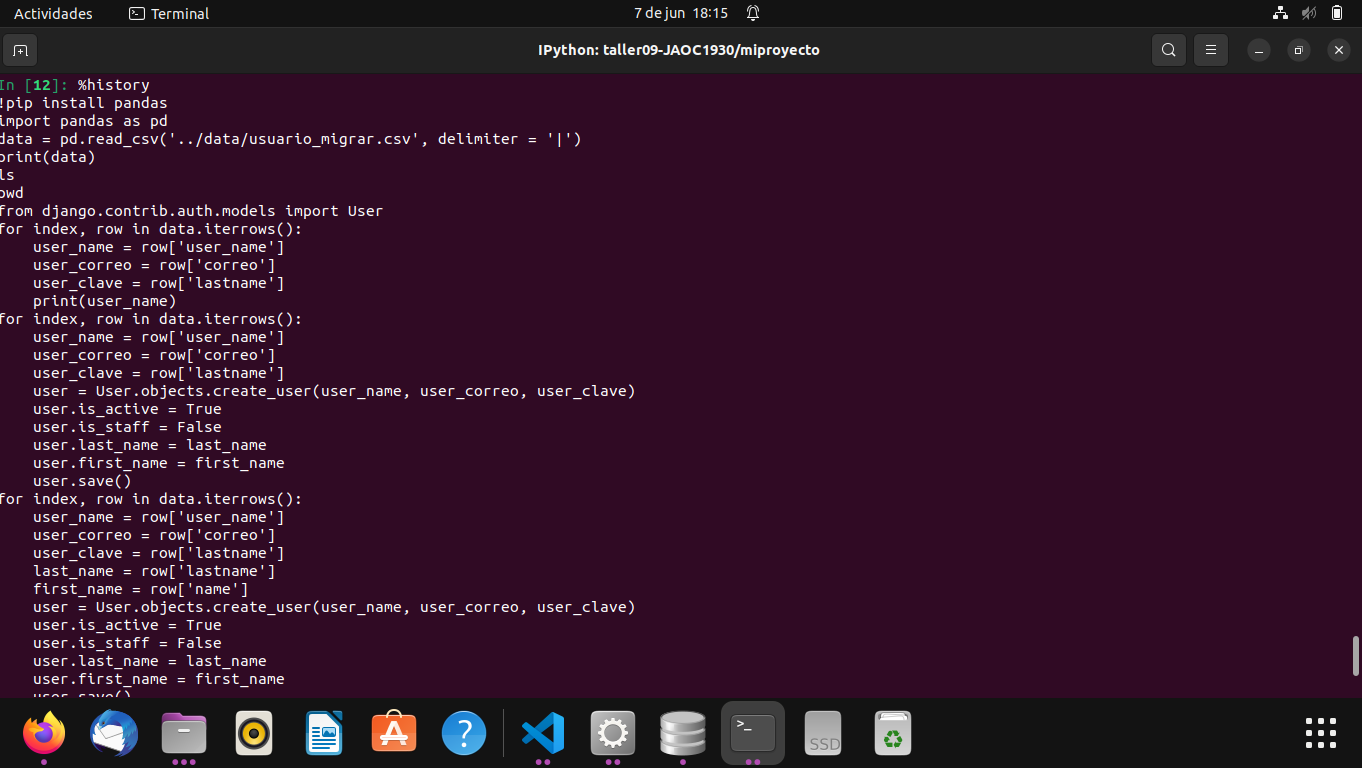 Actividades
Terminal
7 de jun 18:15
IPython: taller09-JAOC1930/miproyecto
In [12]: %history
!pip install pandas
import pandas as pd
data = pd.read_csv('../data/usuario_migrar.csv', delimiter = '|')
print(data)
ls
pwd
from django.contrib.auth.models import User
for index, row in data.iterrows():
    user_name = row['user_name']
    user_correo = row['correo']
    user_clave = row['lastname']
    print(user_name)
for index, row in data.iterrows():
    user_name = row['user_name']
    user_correo = row['correo']
    user_clave = row['lastname']
    user = User.objects.create_user(user_name, user_correo, user_clave)
    user.is_active = True
    user.is_staff = False
    user.last_name = last_name
    user.first_name = first_name
    user.save()
for index, row in data.iterrows():
    user_name = row['user_name']
    user_correo = row['correo']
    user_clave = row['lastname']
    last_name = row['lastname']
    first_name = row['name']
    user = User.objects.create_user(user_name, user_correo, user_clave)
    user.is_active = True
    user.is_staff = False
    user.last_name = last_name
    user.first_name = first_name
    user.save()
SSD